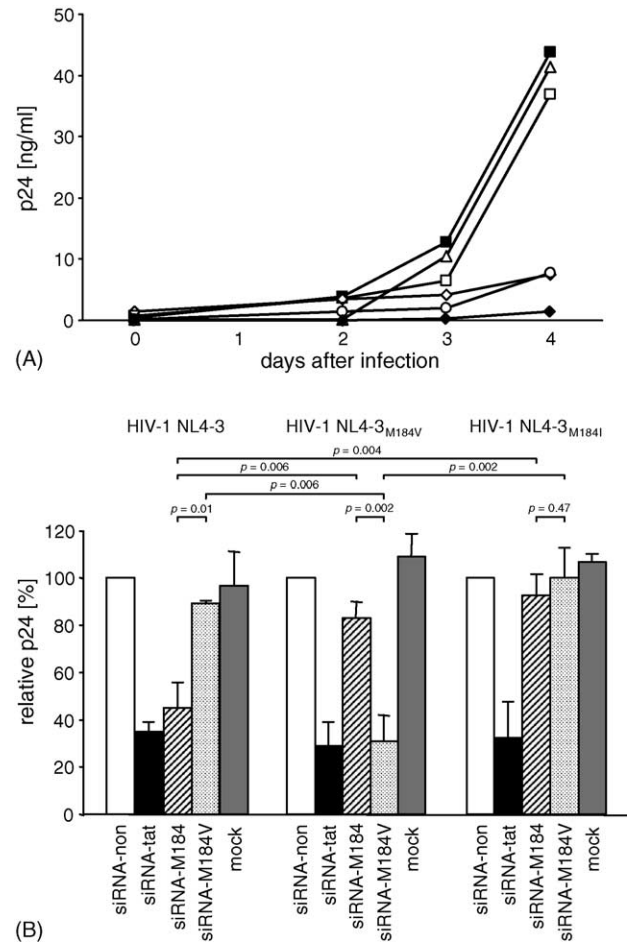 50
40
30
20
10
0
p24 [ng/ml]
0 1 2 3 4
days after infection
(A)
HIV-1 NL4-3 HIV-1 NL4-3M184V HIV-1 NL4-3M184I
p = 0.004
p = 0.006 p = 0.002
p = 0.006
p = 0.01 p = 0.002 p = 0.47
120
100
80
60
40
20
0
relative p24 [%]
siRNA-non
siRNA-tat
siRNA-M184
siRNA-M184V
mock
siRNA-non
siRNA-tat
siRNA-M184
siRNA-M184V
mock
siRNA-non
siRNA-tat
siRNA-M184
siRNA-M184V
mock
(B)